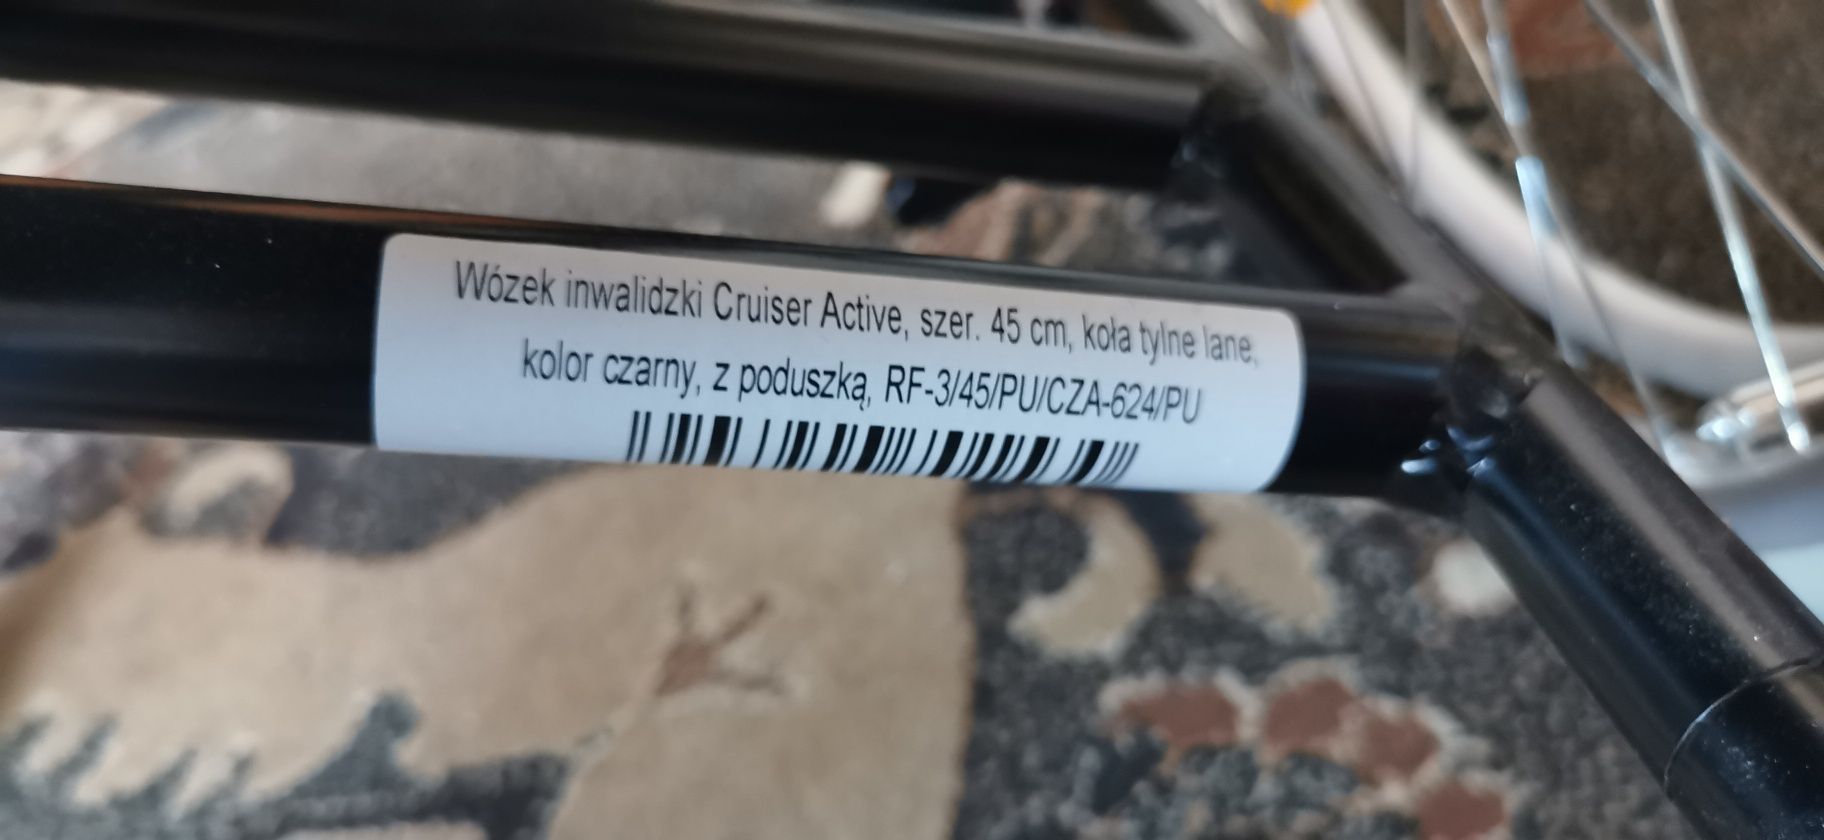 Wózek inwalidzki Cruiser Active, szer. 45 cm, koła tylne lane,
kolor czarny, z poduszką, RF-3/45/PU/CZA-624/PU